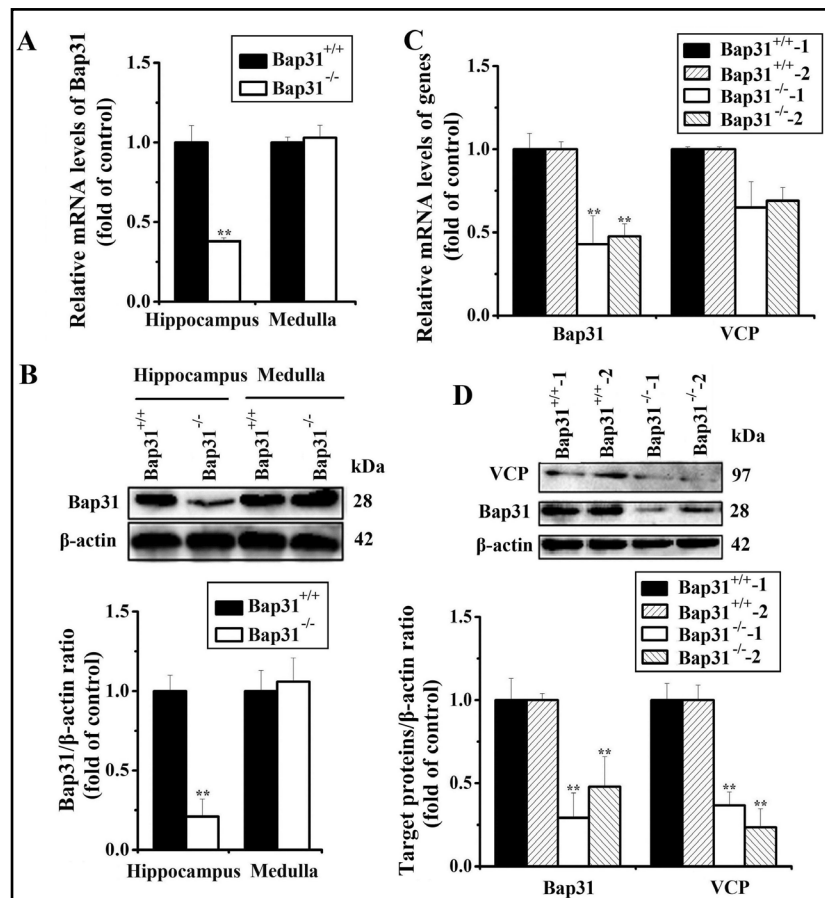 A
Relative mRNA levels of Bap31
(fold of control)
1.5
1.0
0.5
0.0
Bap31+/+
Bap31-/-
**
Hippocampus Medulla
B
Hippocampus Medulla
Bap31+/+
Bap31-/-
Bap31+/+
Bap31-/-
kDa
Bap31
28
β-actin
42
Bap31/β-actin ratio
(fold of control)
1.5
1.0
0.5
0.0
Bap31+/+
Bap31-/-
**
Hippocampus Medulla
C
Relative mRNA levels of genes
(fold of control)
1.5
1.0
0.5
0.0
Bap31+/+-1
Bap31+/+-2
Bap31-/--1
Bap31-/--2
** **
Bap31 VCP
D
Bap31+/+-1
Bap31+/+-2
Bap31-/--1
Bap31-/--2
kDa
VCP
97
Bap31
28
β-actin
42
Target proteins/β-actin ratio
(fold of control)
1.5
1.0
0.5
0.0
Bap31+/+-1
Bap31+/+-2
Bap31-/--1
Bap31-/--2
** ** ** **
Bap31 VCP